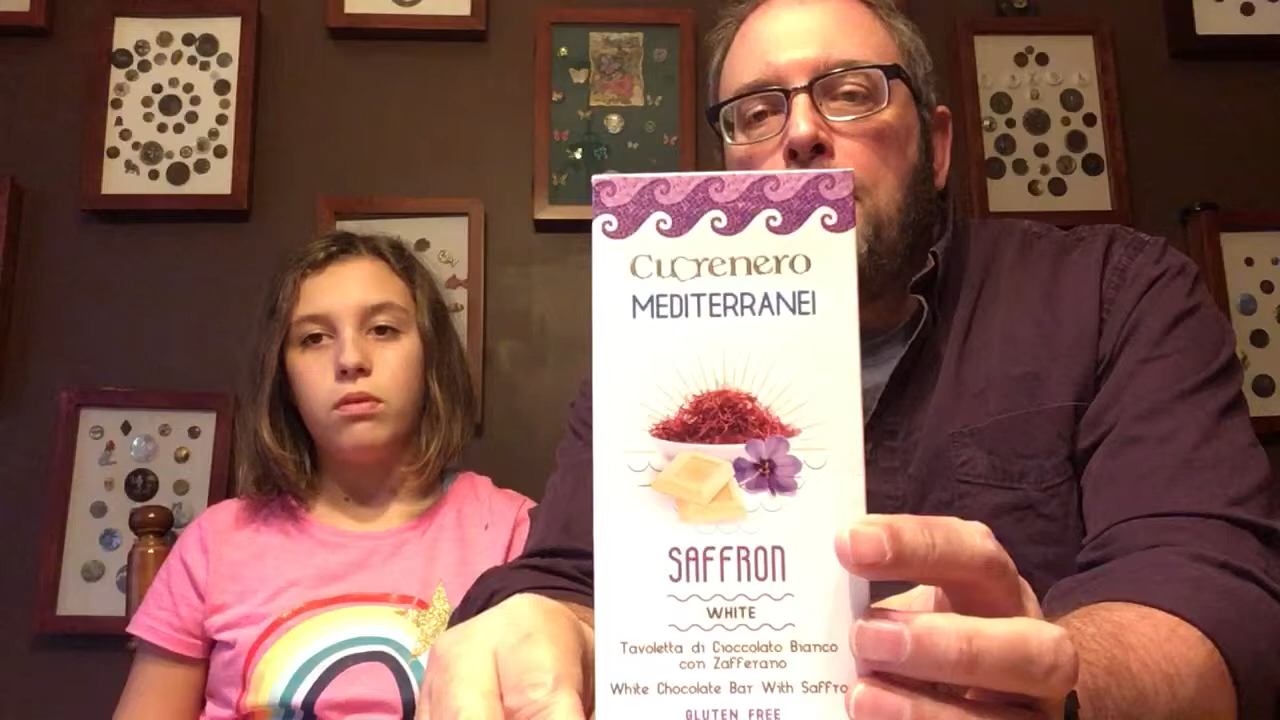 Cuorenero
MEDITERRANEI
SAFFRON
WHITE
Tavoletta di Cioccolato Bianco
con Zafferano
White Chocolate Bar With Saffro
GLUTEN FREE